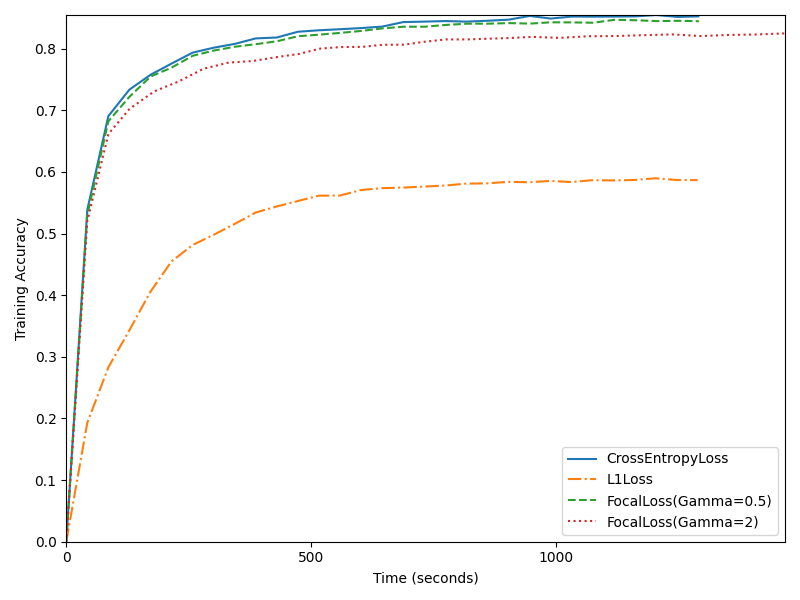 Training Accuracy
0.8
0.7
0.6
0.5
0.4
0.3
0.2
0.1
0.0
0
500
1000
Time (seconds)
CrossEntropyLoss
L1Loss
FocalLoss(Gamma=0.5)
FocalLoss(Gamma=2)